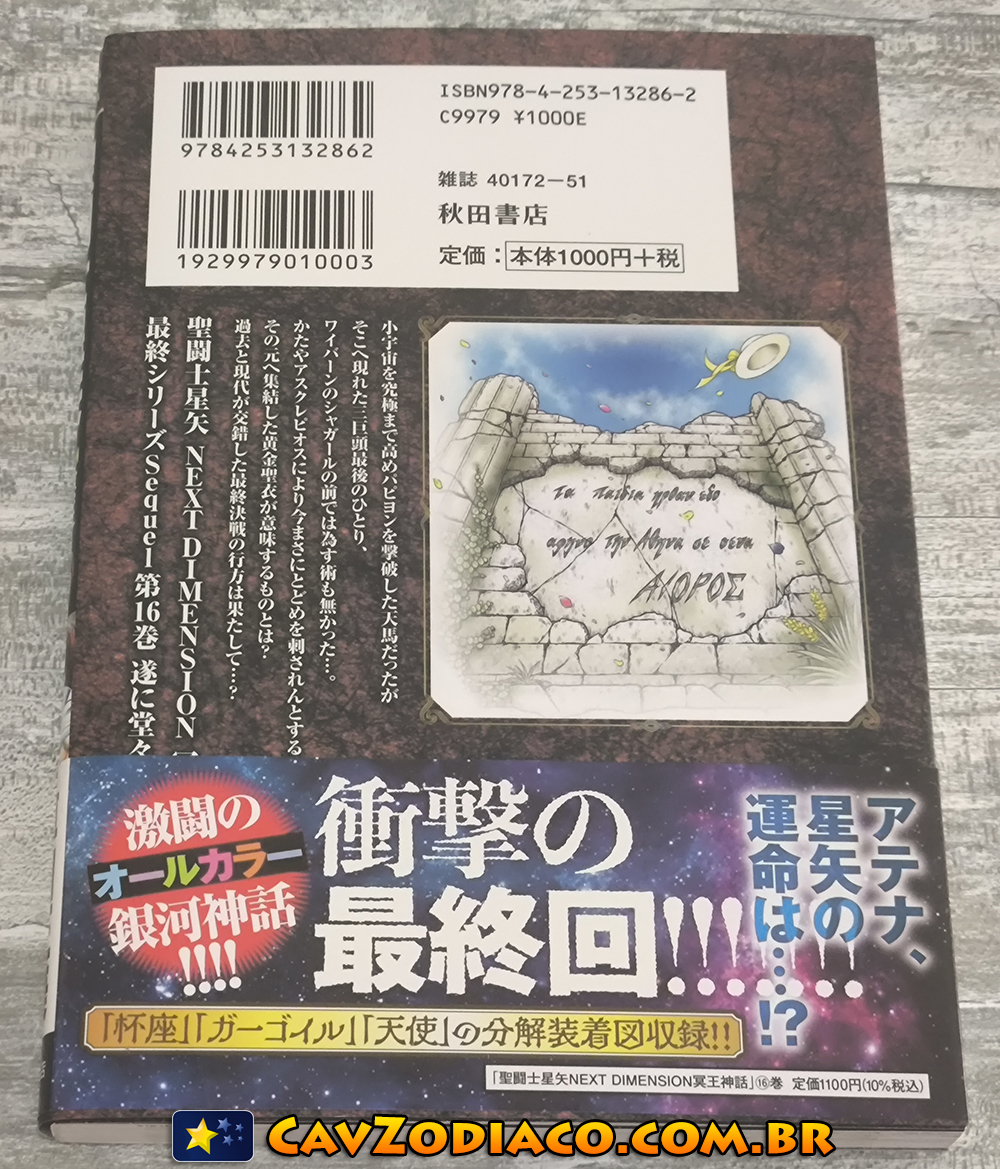 ISBN978-4-253-13286-2
C9979 ¥1000E
9784253132862
雑誌 40172-51
秋田書店
定価：本体1000円＋税
1929979010003
小宇宙を究極まで高めパピヨンを撃破した天馬だったが
そこへ現れた三巨頭最後のひとり、
ワイバーンのシャガールの前では為す術も無かった…。
かたやアスクレピオスにより今まさにとどめを刺されんとする
その元へ集結した黄金聖衣が意味するものとは？
過去と現代が交錯した最終決戦の行方は果たして…？
聖闘士星矢 NEXT DIMENSION
最終シリーズ Sequel 第16巻 遂に堂々
τα παιδια ηρθαν εδο
αφηνω την Αθηνα σε σενα
ΑΙΟΡΟΣ
アテナ、
星矢の
運命は…!?
衝撃の
最終回!!!!!!!
激闘の
オールカラー
銀河神話
!!!!
「杯座」「ガーゴイル」「天使」の分解装着図収録!!
「聖闘士星矢NEXT DIMENSION冥王神話」⑯巻 定価1100円(10%税込)
CavZodiaco.com.br